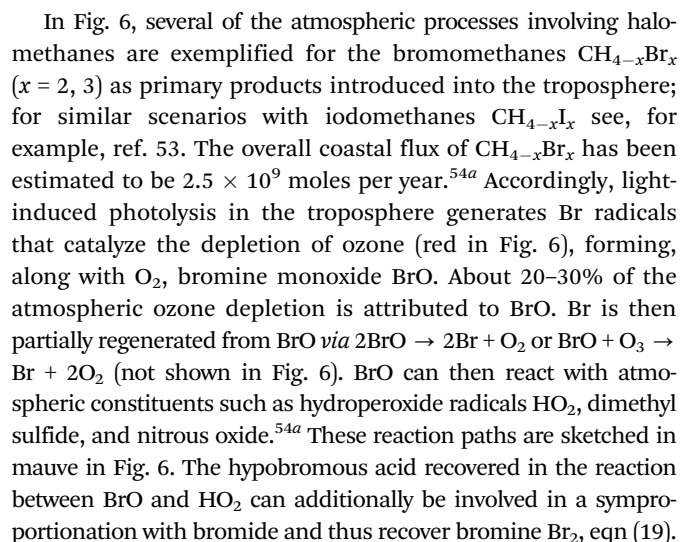 In Fig. 6, several of the atmospheric processes involving halo-
methanes are exemplified for the bromomethanes CH₄₋ₓBrₓ
(x = 2, 3) as primary products introduced into the troposphere;
for similar scenarios with iodomethanes CH₄₋ₓIₓ see, for
example, ref. 53. The overall coastal flux of CH₄₋ₓBrₓ has been
estimated to be 2.5 × 10⁹ moles per year.⁵⁴ᵃ Accordingly, light-
induced photolysis in the troposphere generates Br radicals
that catalyze the depletion of ozone (red in Fig. 6), forming,
along with O₂, bromine monoxide BrO. About 20–30% of the
atmospheric ozone depletion is attributed to BrO. Br is then
partially regenerated from BrO via 2BrO → 2Br + O₂ or BrO + O₃ →
Br + 2O₂ (not shown in Fig. 6). BrO can then react with atmo-
spheric constituents such as hydroperoxide radicals HO₂, dimethyl
sulfide, and nitrous oxide.⁵⁴ᵃ These reaction paths are sketched in
mauve in Fig. 6. The hypobromous acid recovered in the reaction
between BrO and HO₂ can additionally be involved in a sympro-
portionation with bromide and thus recover bromine Br₂, eqn (19).